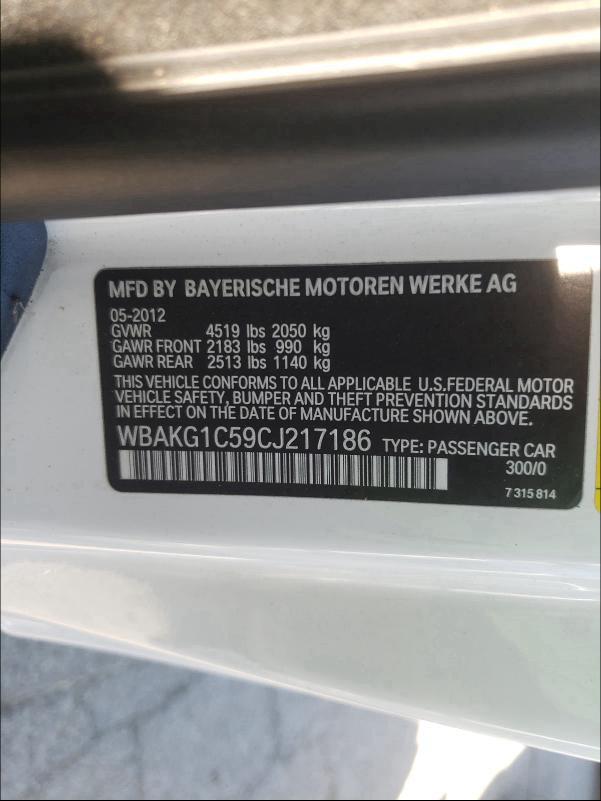 MFD BY BAYERISCHE MOTOREN WERKE AG
05-2012
GVWR 4519 lbs 2050 kg
GAWR FRONT 2183 lbs 990 kg
GAWR REAR 2513 lbs 1140 kg
THIS VEHICLE CONFORMS TO ALL APPLICABLE U.S.FEDERAL MOTOR
VEHICLE SAFETY, BUMPER AND THEFT PREVENTION STANDARDS
IN EFFECT ON THE DATE OF MANUFACTURE SHOWN ABOVE.
WBAKG1C59CJ217186 TYPE: PASSENGER CAR
300/0
7 315 814